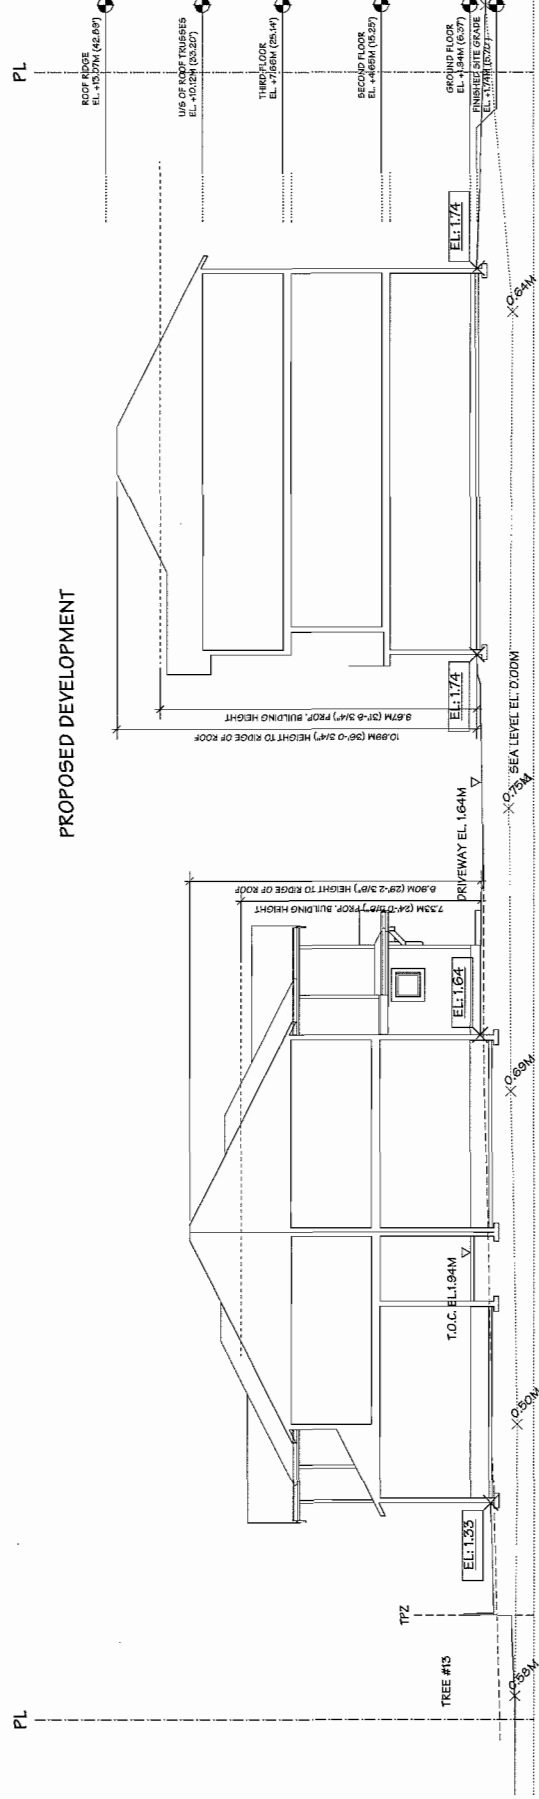 PL
PROPOSED DEVELOPMENT
PL
ROOF RIDGE
EL. +13.07M (42.89')
U/S OF ROOF TRUSSES
EL. +10.12M (33.20')
THIRD FLOOR
EL. +7.66M (25.14')
SECOND FLOOR
EL. +4.65M (15.25')
GROUND FLOOR
EL. +1.94M (6.37')
FINISHED SITE GRADE
EL. +1.74M (5.70')
10.99M (36'-0 3/4") HEIGHT TO RIDGE OF ROOF
9.67M (31'-8 3/4") PROP. BUILDING HEIGHT
8.90M (29'-2 3/8") HEIGHT TO RIDGE OF ROOF
7.33M (24'-0 5/8") PROP. BUILDING HEIGHT
TPZ
TREE #13
EL: 1.33
T.O.C. EL.1.94M
EL: 1.64
DRIVEWAY EL. 1.64M
EL: 1.74
EL: 1.74
0.58M
0.50M
0.69M
0.75M
SEA LEVEL EL. 0.00M
0.64M